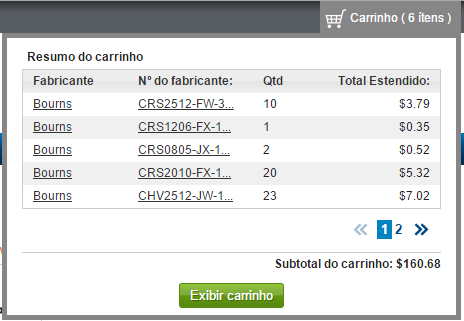 Carrinho ( 6 ítens )
Resumo do carrinho
Fabricante Nº do fabricante: Qtd Total Estendido:
Bourns CRS2512-FW-3... 10 $3.79
Bourns CRS1206-FX-1... 1 $0.35
Bourns CRS0805-JX-1... 2 $0.52
Bourns CRS2010-FX-1... 20 $5.32
Bourns CHV2512-JW-1... 23 $7.02
« 1 2 »
Subtotal do carrinho: $160.68
Exibir carrinho